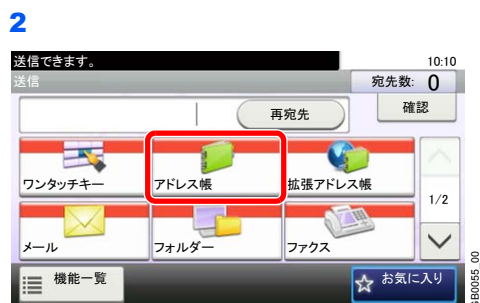 2
送信できます。 10:10
送信 宛先数: 0
再宛先 確認
ワンタッチキー アドレス帳 拡張アドレス帳
1/2
メール フォルダー ファクス
機能一覧 お気に入り